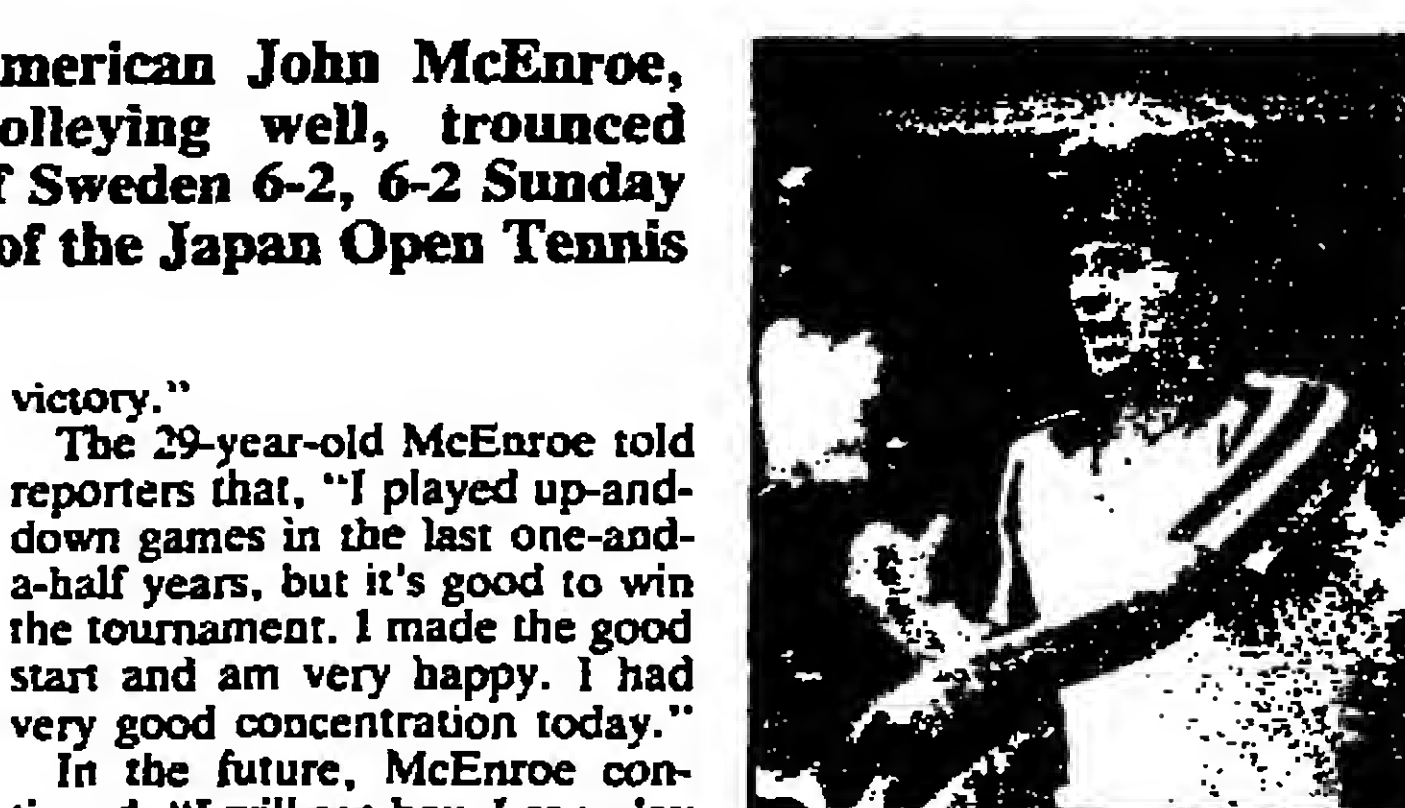 merican John McEnroe,
olleying well, trounced
f Sweden 6-2, 6-2 Sunday
of the Japan Open Tennis
victory."
The 29-year-old McEnroe told
reporters that, "I played up-and-
down games in the last one-and-
a-half years, but it's good to win
the tournament. I made the good
start and am very happy. I had
very good concentration today."
In the future, McEnroe con-